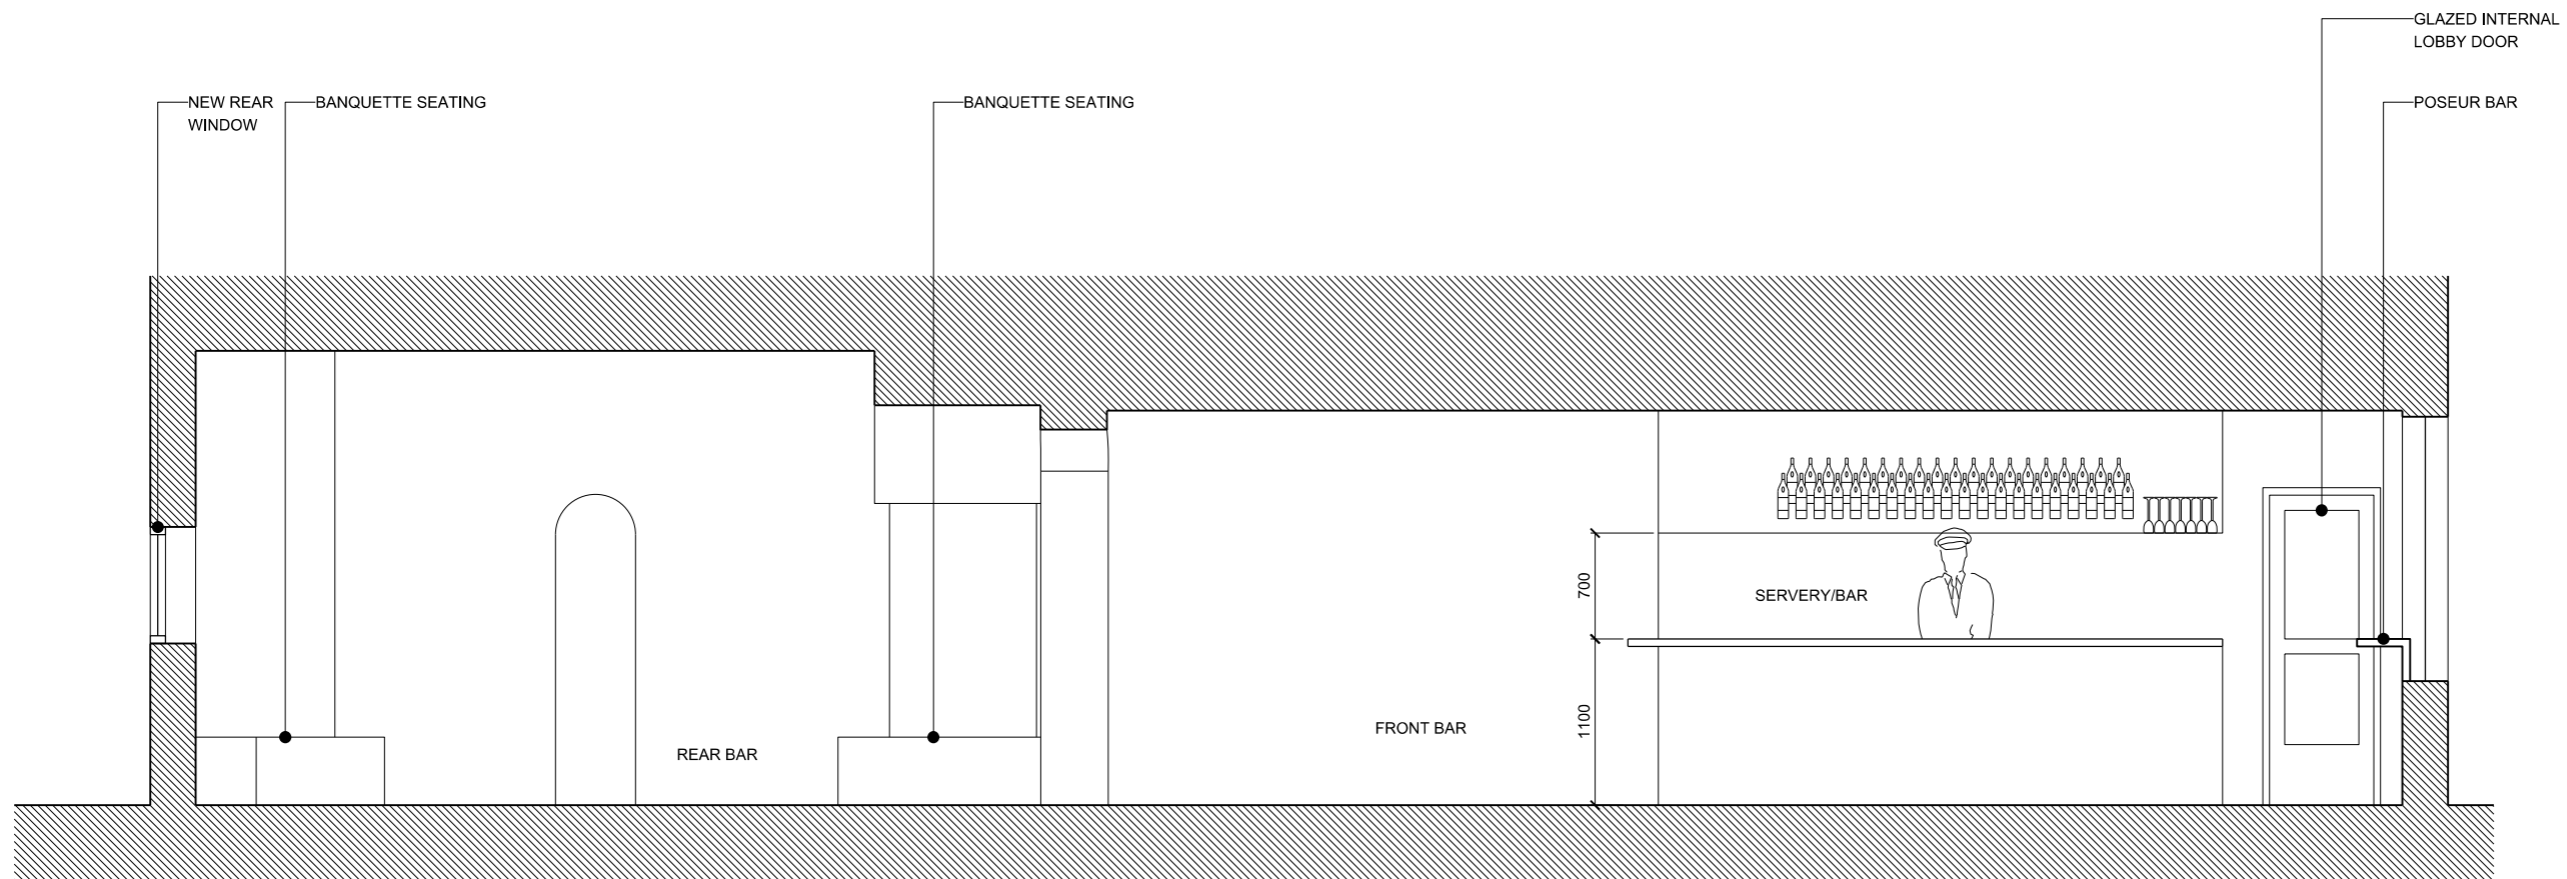 GLAZED INTERNAL
LOBBY DOOR
NEW REAR
WINDOW
BANQUETTE SEATING
BANQUETTE SEATING
POSEUR BAR
700
SERVERY/BAR
1100
FRONT BAR
REAR BAR